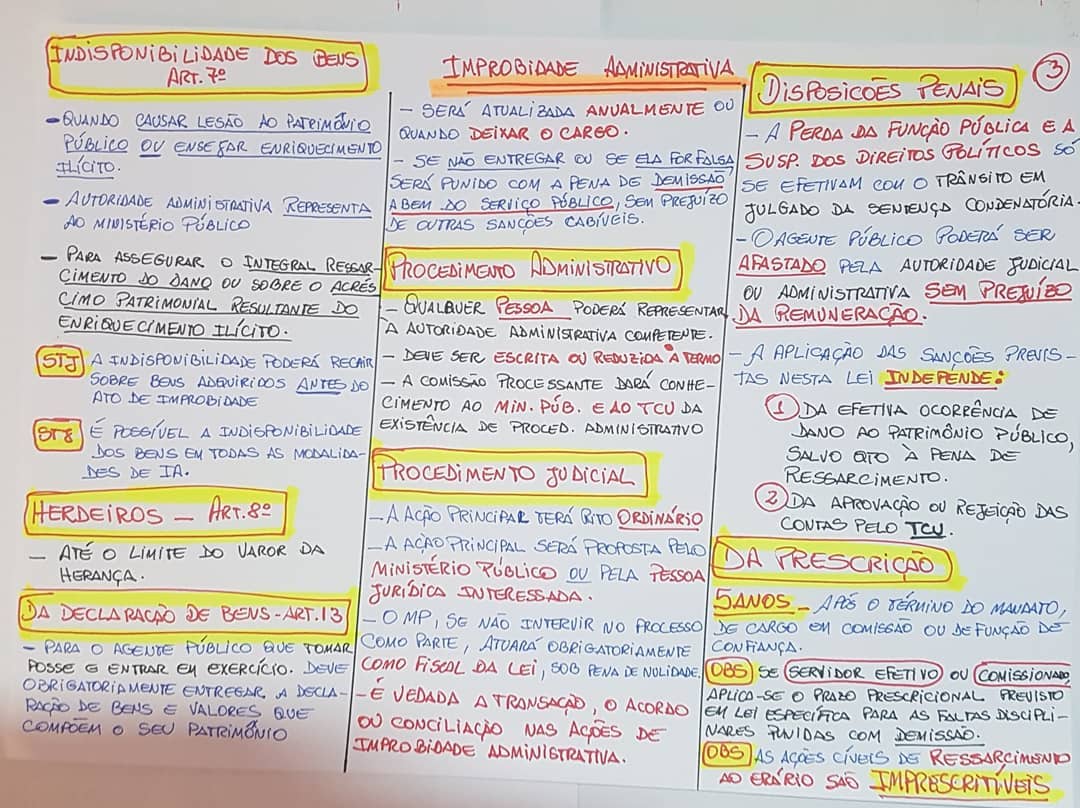 IMPROBIDADE ADMINISTRATIVA
3
INDISPONIBILIDADE DOS BENS
ART. 7º
- QUANDO CAUSAR LESÃO AO PATRIMÔNIO
PÚBLICO OU ENSEJAR ENRIQUECIMENTO
ILÍCITO.
- AUTORIDADE ADMINISTRATIVA REPRESENTA
AO MINISTÉRIO PÚBLICO
- PARA ASSEGURAR O INTEGRAL RESSAR-
CIMENTO DO DANO OU SOBRE O ACRÉS
CIMO PATRIMONIAL RESULTANTE DO
ENRIQUECIMENTO ILÍCITO.
STJ A INDISPONIBILIDADE PODERÁ RECAIR
SOBRE BENS ADQUIRIDOS ANTES DO
ATO DE IMPROBIDADE
STJ É POSSÍVEL A INDISPONIBILIDADE
DOS BENS EM TODAS AS MODALIDA-
DES DE IA.
HERDEIROS - ART. 8º
- ATÉ O LIMITE DO VAROR DA
HERANÇA.
DA DECLARAÇÃO DE BENS - ART. 13
- PARA O AGENTE PÚBLICO QUE TOMAR
POSSE E ENTRAR EM EXERCÍCIO. DEVE
OBRIGATORIAMENTE ENTREGAR A DECLA-
RAÇÃO DE BENS E VALORES QUE
COMPÕEM O SEU PATRIMÔNIO
- SERÁ ATUALIZADA ANUALMENTE OU
QUANDO DEIXAR O CARGO.
- SE NÃO ENTREGAR OU SE ELA FOR FALSA
SERÁ PUNIDO COM A PENA DE DEMISSÃO
A BEM DO SERVIÇO PÚBLICO, SEM PREJUÍZO
DE OUTRAS SANÇÕES CABÍVEIS.
PROCEDIMENTO ADMINISTRATIVO
- QUALQUER PESSOA PODERÁ REPRESENTAR
À AUTORIDADE ADMINISTRATIVA COMPETENTE.
- DEVE SER ESCRITA OU REDUZIDA À TERMO
- A COMISSÃO PROCESSANTE DARÁ CONHE-
CIMENTO AO MIN. PÚB. E AO TCU DA
EXISTÊNCIA DE PROCED. ADMINISTRATIVO
PROCEDIMENTO JUDICIAL
- A AÇÃO PRINCIPAL TERÁ RITO ORDINÁRIO
- A AÇÃO PRINCIPAL SERÁ PROPOSTA PELO
MINISTÉRIO PÚBLICO OU PELA PESSOA
JURÍDICA INTERESSADA.
- O MP, SE NÃO INTERVIR NO PROCESSO
COMO PARTE, ATUARÁ OBRIGATORIAMENTE
COMO FISCAL DA LEI, SOB PENA DE NULIDADE.
- É VEDADA A TRANSAÇÃO, O ACORDO
OU CONCILIAÇÃO NAS AÇÕES DE
IMPROBIDADE ADMINISTRATIVA.
DISPOSICÕES PENAIS
- A PERDA DA FUNÇÃO PÚBLICA E A
SUSP. DOS DIREITOS POLÍTICOS SÓ
SE EFETIVAM COM O TRÂNSITO EM
JULGADO DA SENTENÇA CONDENATÓRIA.
- O AGENTE PÚBLICO PODERÁ SER
AFASTADO PELA AUTORIDADE JUDICIAL
OU ADMINISTRATIVA SEM PREJUÍZO
DA REMUNERAÇÃO.
- A APLICAÇÃO DAS SANÇÕES PREVIS-
TAS NESTA LEI INDEPENDE:
1 DA EFETIVA OCORRÊNCIA DE
DANO AO PATRIMÔNIO PÚBLICO,
SALVO QTO À PENA DE
RESSARCIMENTO.
2 DA APROVAÇÃO OU REJEIÇÃO DAS
CONTAS PELO TCU.
DA PRESCRIÇÃO
5 ANOS - APÓS O TÉRMINO DO MANDATO,
DE CARGO EM COMISSÃO OU DE FUNÇÃO DE
CONFIANÇA.
OBS SE SERVIDOR EFETIVO OU COMISSIONADO,
APLICA-SE O PRAZO PRESCRICIONAL PREVISTO
EM LEI ESPECÍFICA PARA AS FALTAS DISCIPLI-
NARES PUNIDAS COM DEMISSÃO.
OBS AS AÇÕES CÍVEIS DE RESSARCIMENTO
AO ERÁRIO SÃO IMPRESCRITÍVEIS